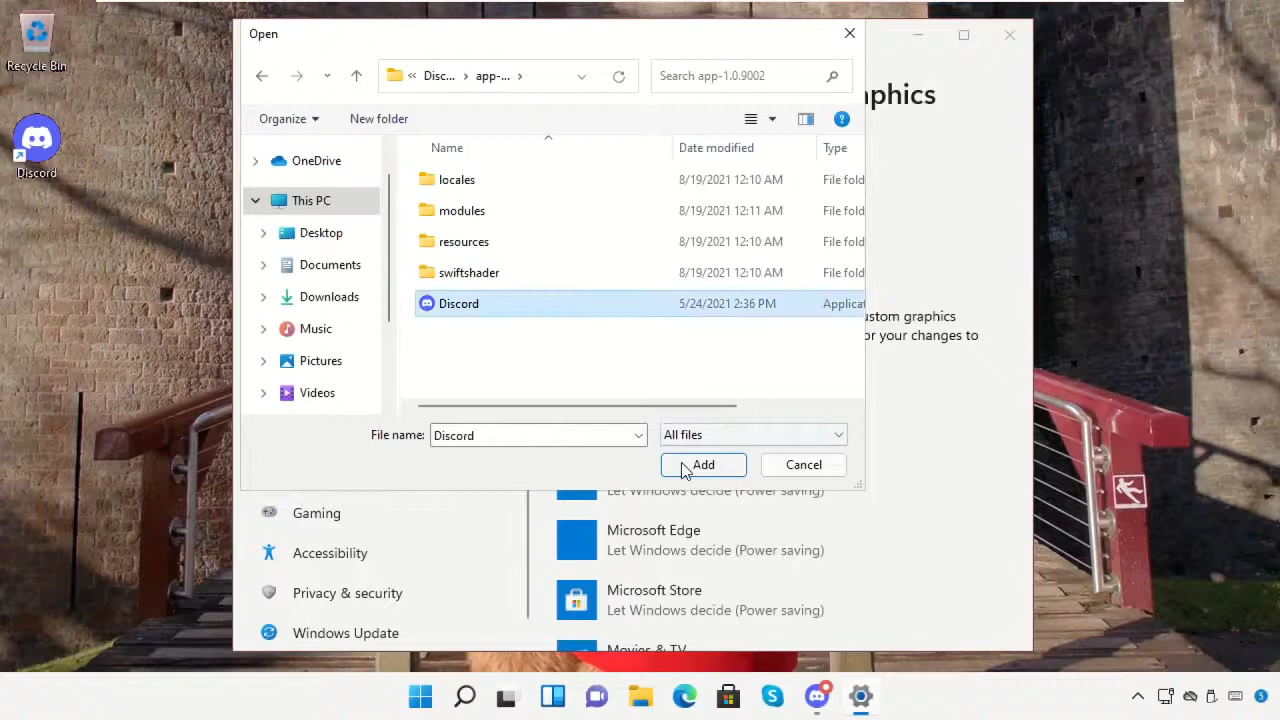 Recycle Bin
Discord
Open
Disc...
app-...
Search app-1.0.9002
Organize
New folder
OneDrive
This PC
Desktop
Documents
Downloads
Music
Pictures
Videos
Name
Date modified
Type
locales
8/19/2021 12:10 AM
File fold
modules
8/19/2021 12:11 AM
File fold
resources
8/19/2021 12:10 AM
File fold
swiftshader
8/19/2021 12:10 AM
File fold
Discord
5/24/2021 2:36 PM
Applicat
File name:
Discord
All files
Add
Cancel
phics
ustom graphics
or your changes to
Let Windows decide (Power saving)
Microsoft Edge
Let Windows decide (Power saving)
Microsoft Store
Let Windows decide (Power saving)
Movies & TV
Gaming
Accessibility
Privacy & security
Windows Update
5